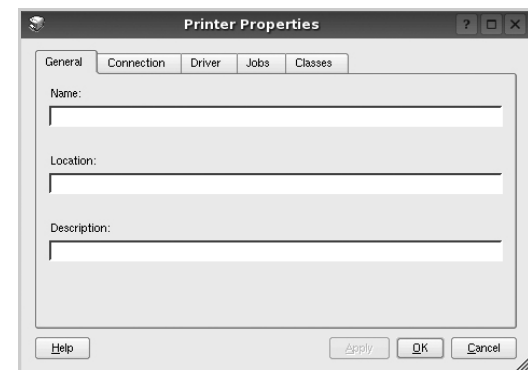 Printer Properties
?
General Connection Driver Jobs Classes
Name:
Location:
Description:
Help Apply OK Cancel